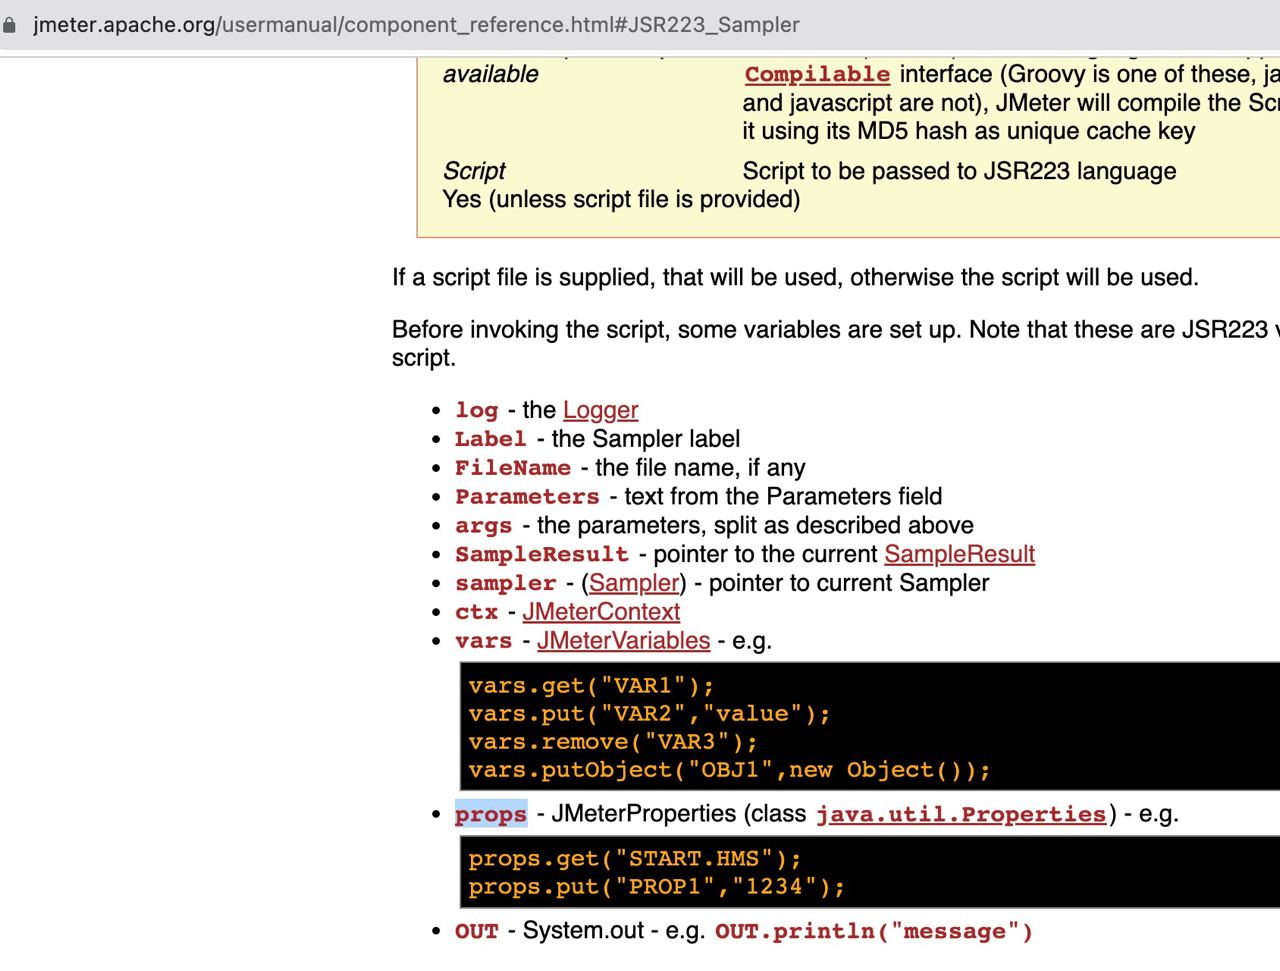 jmeter.apache.org/usermanual/component_reference.html#JSR223_Sampler
available Compilable interface (Groovy is one of these, ja
and javascript are not), JMeter will compile the Scr
it using its MD5 hash as unique cache key
Script Script to be passed to JSR223 language
Yes (unless script file is provided)
If a script file is supplied, that will be used, otherwise the script will be used.
Before invoking the script, some variables are set up. Note that these are JSR223 v
script.
• log - the Logger
• Label - the Sampler label
• FileName - the file name, if any
• Parameters - text from the Parameters field
• args - the parameters, split as described above
• SampleResult - pointer to the current SampleResult
• sampler - (Sampler) - pointer to current Sampler
• ctx - JMeterContext
• vars - JMeterVariables - e.g.
vars.get("VAR1");
vars.put("VAR2","value");
vars.remove("VAR3");
vars.putObject("OBJ1",new Object());
• props - JMeterProperties (class java.util.Properties) - e.g.
props.get("START.HMS");
props.put("PROP1","1234");
• OUT - System.out - e.g. OUT.println("message")